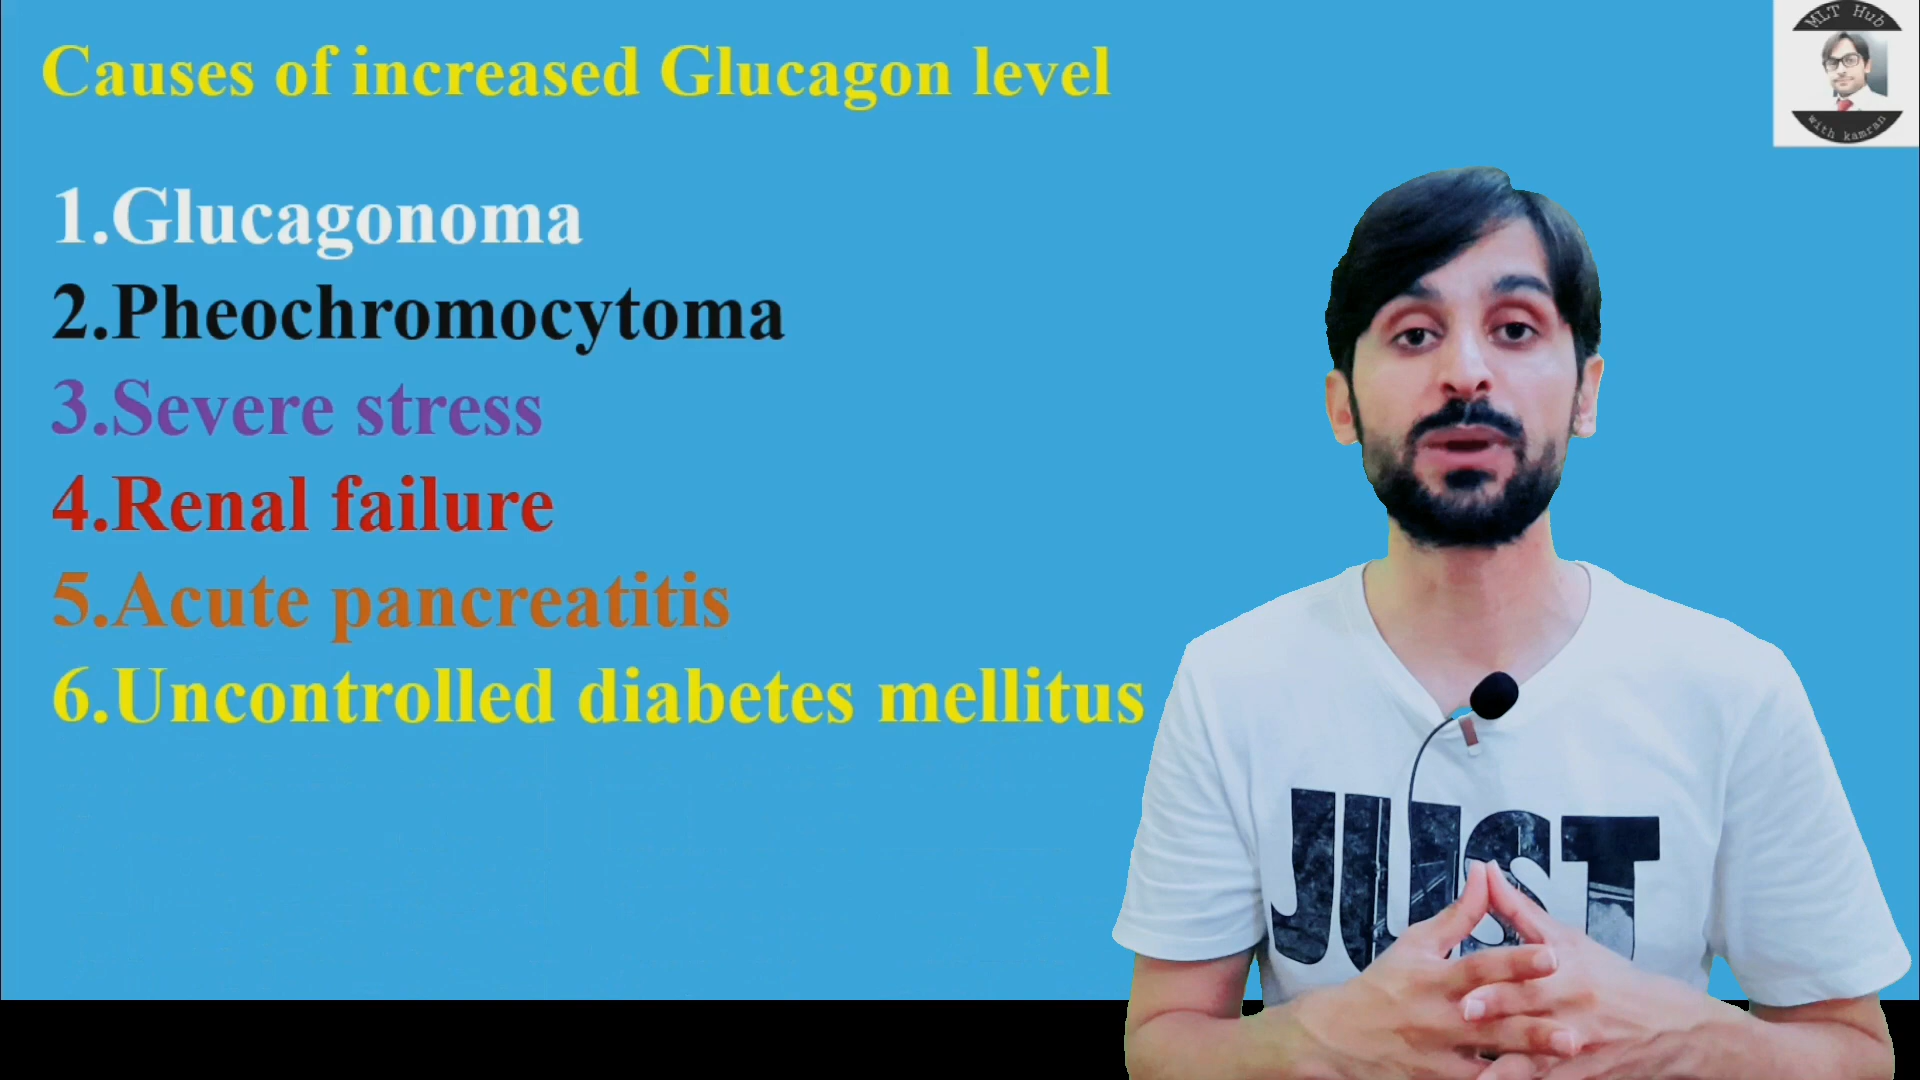 Causes of increased Glucagon level
MLT Hub
with kamran
1.Glucagonoma
2.Pheochromocytoma
3.Severe stress
4.Renal failure
5.Acute pancreatitis
6.Uncontrolled diabetes mellitus
JUST